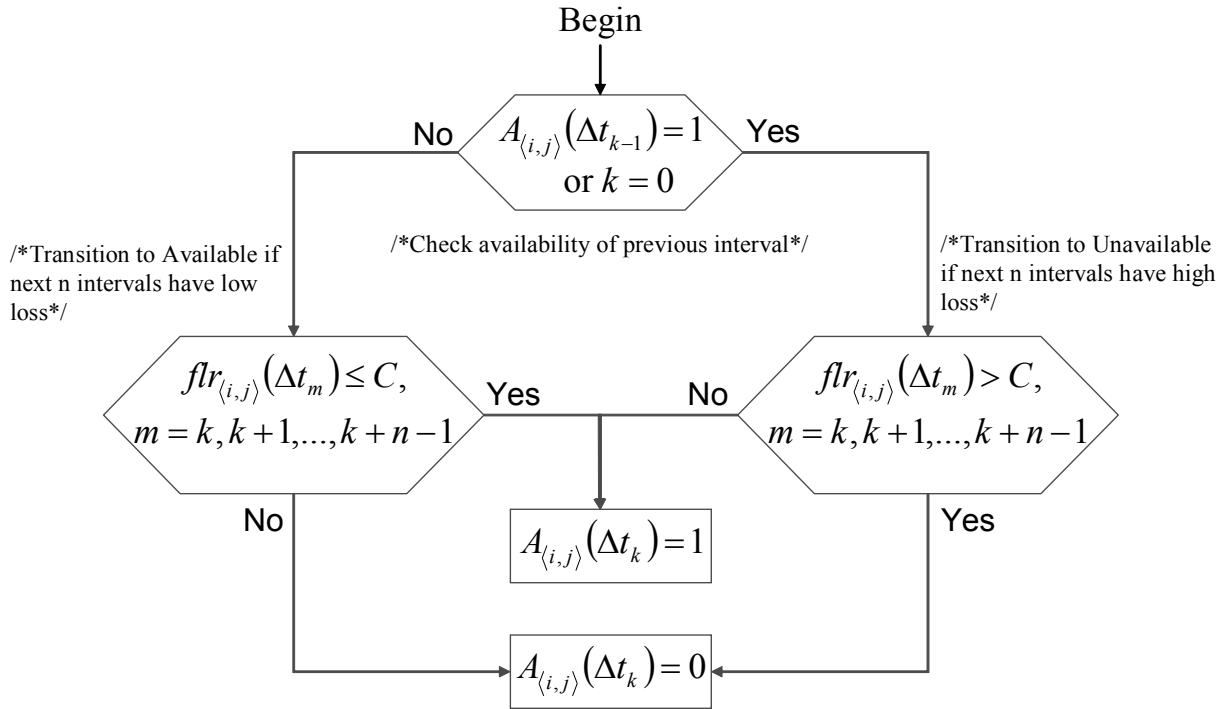 Begin
No
A⟨i,j⟩(Δt_{k−1}) = 1
or k = 0
Yes
/*Transition to Available if
next n intervals have low
loss*/
/*Check availability of previous interval*/
/*Transition to Unavailable
if next n intervals have high
loss*/
flr⟨i,j⟩(Δt_m) ≤ C,
m = k, k + 1,..., k + n − 1
Yes
No
flr⟨i,j⟩(Δt_m) > C,
m = k, k + 1,..., k + n − 1
No
Yes
A⟨i,j⟩(Δt_k) = 1
A⟨i,j⟩(Δt_k) = 0